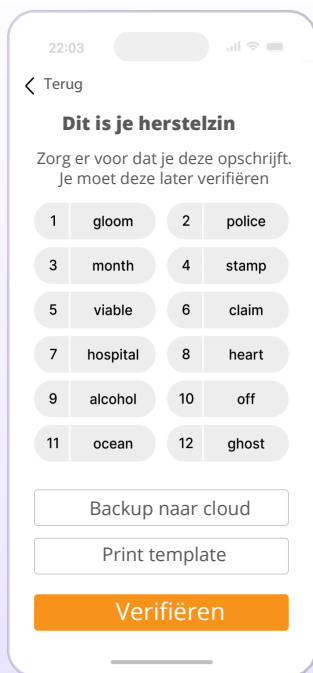 22:03
Terug
Dit is je herstelzin
Zorg er voor dat je deze opschrijft.
Je moet deze later verifiëren
1 gloom 2 police
3 month 4 stamp
5 viable 6 claim
7 hospital 8 heart
9 alcohol 10 off
11 ocean 12 ghost
Backup naar cloud
Print template
Verifiëren